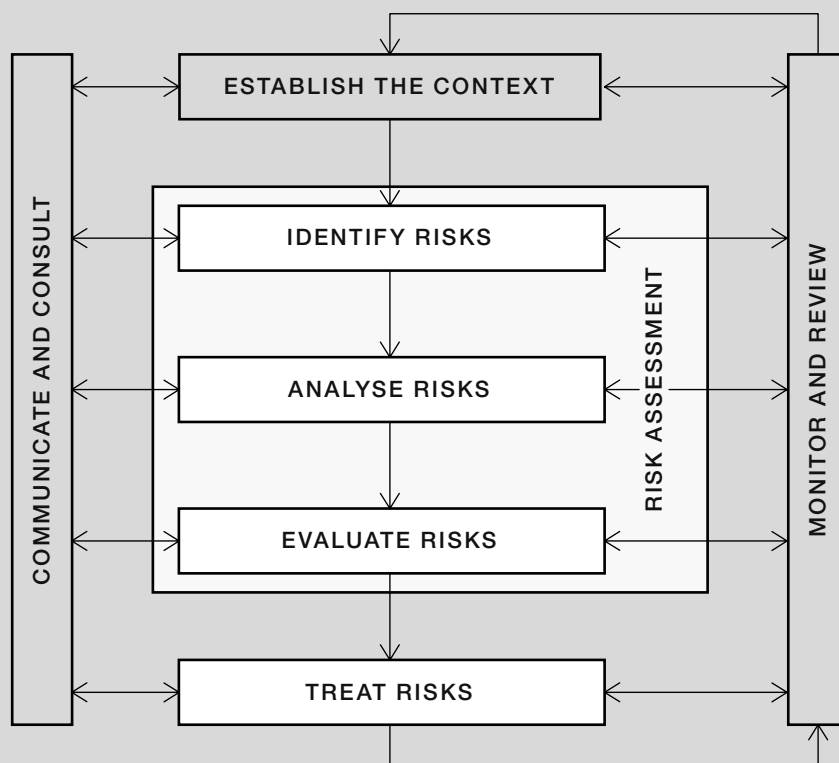 ESTABLISH THE CONTEXT
COMMUNICATE AND CONSULT
IDENTIFY RISKS
ANALYSE RISKS
EVALUATE RISKS
RISK ASSESSMENT
MONITOR AND REVIEW
TREAT RISKS